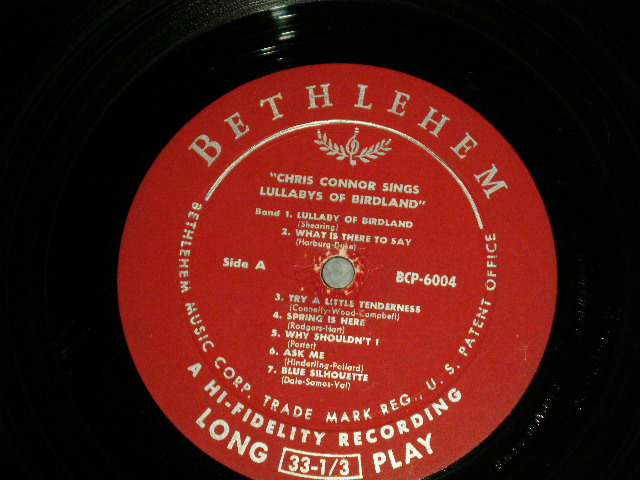 BETHLEHEM
"CHRIS CONNOR SINGS
LULLABYS OF BIRDLAND"
Band 1. LULLABY OF BIRDLAND
(Shearing)
2. WHAT IS THERE TO SAY
(Harburg-Duke)
Side A
BCP-6004
3. TRY A LITTLE TENDERNESS
(Connelly-Wood-Campbell)
4. SPRING IS HERE
(Rodgers-Hart)
5. WHY SHOULDN'T I
(Porter)
6. ASK ME
(Hinderling-Pollard)
7. BLUE SILHOUETTE
(Dale-Samos-Val)
BETHLEHEM MUSIC CORP. TRADE MARK REG., U. S. PATENT OFFICE
A HI-FIDELITY RECORDING
LONG 33-1/3 PLAY